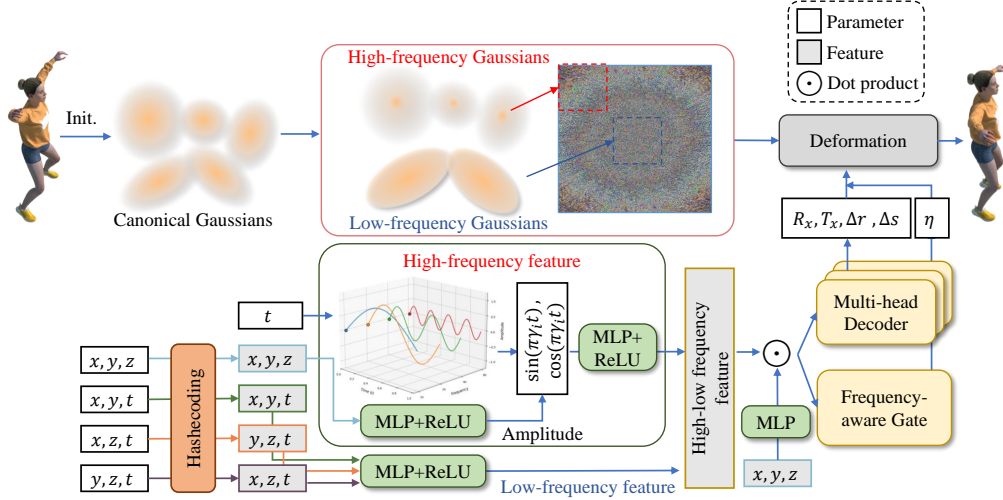 High-frequency Gaussians
Parameter
Feature
Dot product
Init.
Deformation
Canonical Gaussians
Low-frequency Gaussians
R_x, T_x, Δr , Δs
η
High-frequency feature
t
sin(πγ_i t),
cos(πγ_i t)
MLP+
ReLU
High-low frequency
feature
Multi-head
Decoder
x, y, z
x, y, t
x, z, t
y, z, t
Hashecoding
x, y, z
x, y, t
y, z, t
x, z, t
MLP+ReLU
Amplitude
MLP+ReLU
Low-frequency feature
MLP
x, y, z
Frequency-
aware Gate